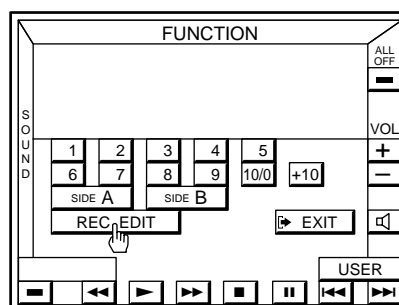 FUNCTION
ALL
OFF
SOUND
VOL
1 2 3 4 5
6 7 8 9 10/0 +10
SIDE A SIDE B
REC EDIT EXIT
USER